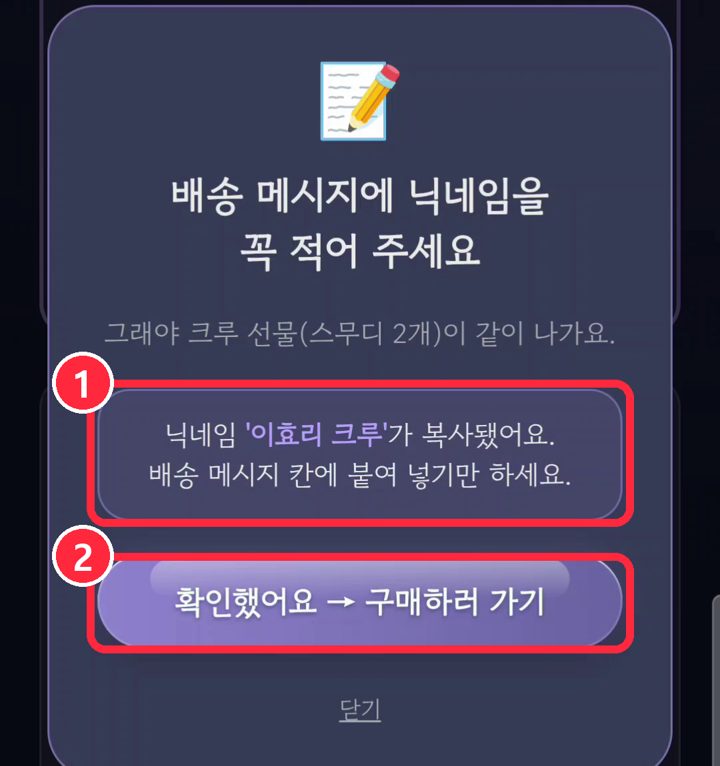 배송 메시지에 닉네임을
꼭 적어 주세요
그래야 크루 선물(스무디 2개)이 같이 나가요.
1
닉네임 '이효리 크루'가 복사됐어요.
배송 메시지 칸에 붙여 넣기만 하세요.
2
확인했어요 → 구매하러 가기
닫기